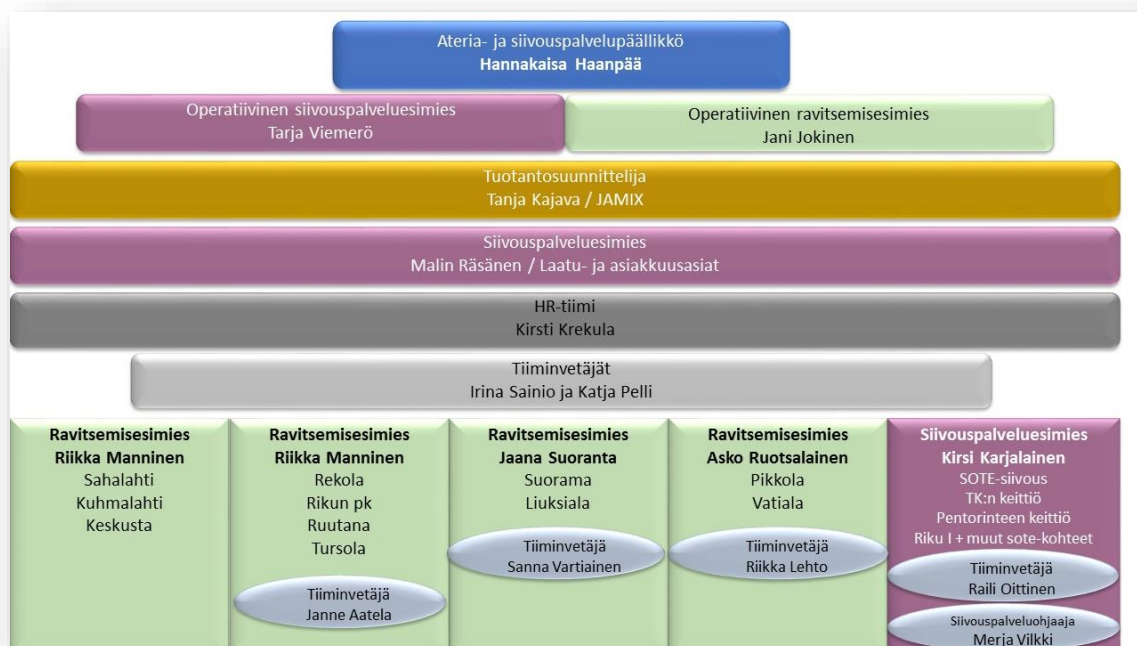 Ateria- ja siivouspalvelupäällikkö
Hannakaisa Haanpää
Operatiivinen siivouspalveluesimies
Tarja Viemerö
Operatiivinen ravitsemisesimies
Jani Jokinen
Tuotantosuunnittelija
Tanja Kajava / JAMIX
Siivouspalveluesimies
Malin Räsänen / Laatu- ja asiakkuusasiat
HR-tiimi
Kirsti Krekula
Tiiminvetäjät
Irina Sainio ja Katja Pelli
Ravitsemisesimies
Riikka Manninen
Sahalahti
Kuhmalahti
Keskusta
Ravitsemisesimies
Riikka Manninen
Rekola
Rikun pk
Ruutana
Tursola
Tiiminvetäjä
Janne Aatela
Ravitsemisesimies
Jaana Suoranta
Suorama
Liuksiala
Tiiminvetäjä
Sanna Vartiainen
Ravitsemisesimies
Asko Ruotsalainen
Pikkola
Vatiala
Tiiminvetäjä
Riikka Lehto
Siivouspalveluesimies
Kirsi Karjalainen
SOTE-siivous
TK:n keittiö
Pentorinteen keittiö
Riku I + muut sote-kohteet
Tiiminvetäjä
Raili Oittinen
Siivouspalveluohjaaja
Merja Vilkki